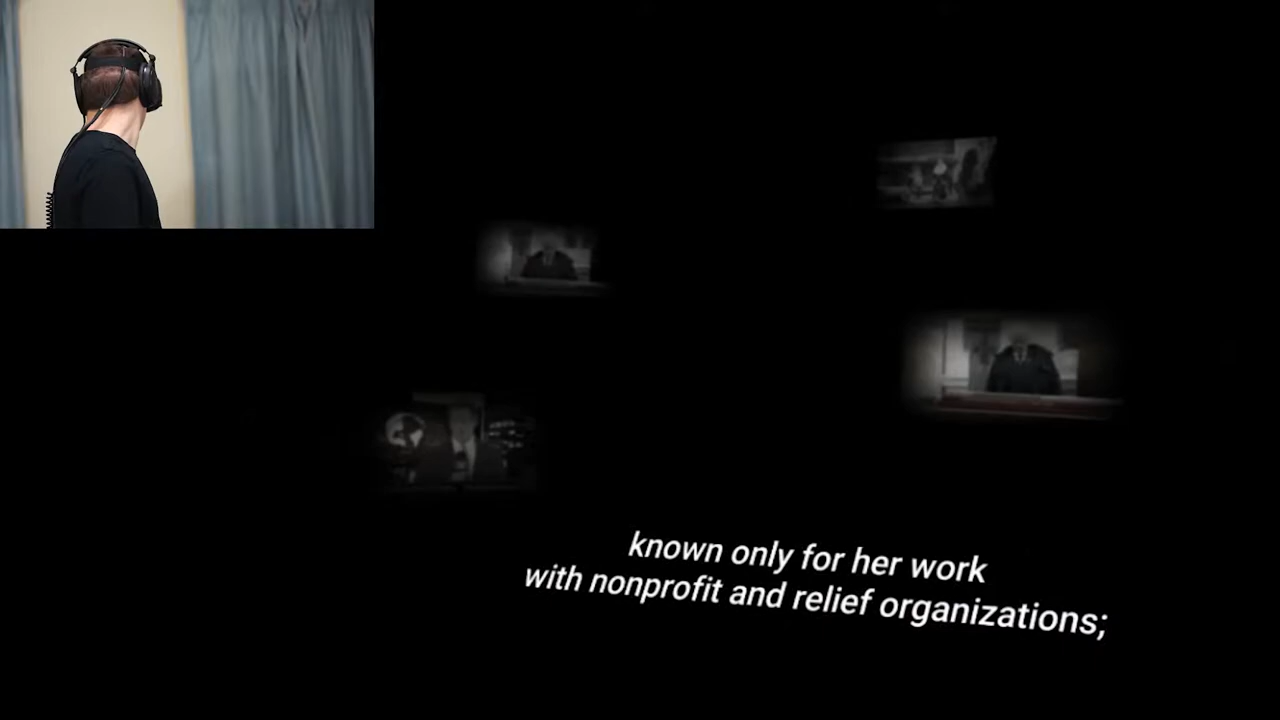 known only for her work
with nonprofit and relief organizations;